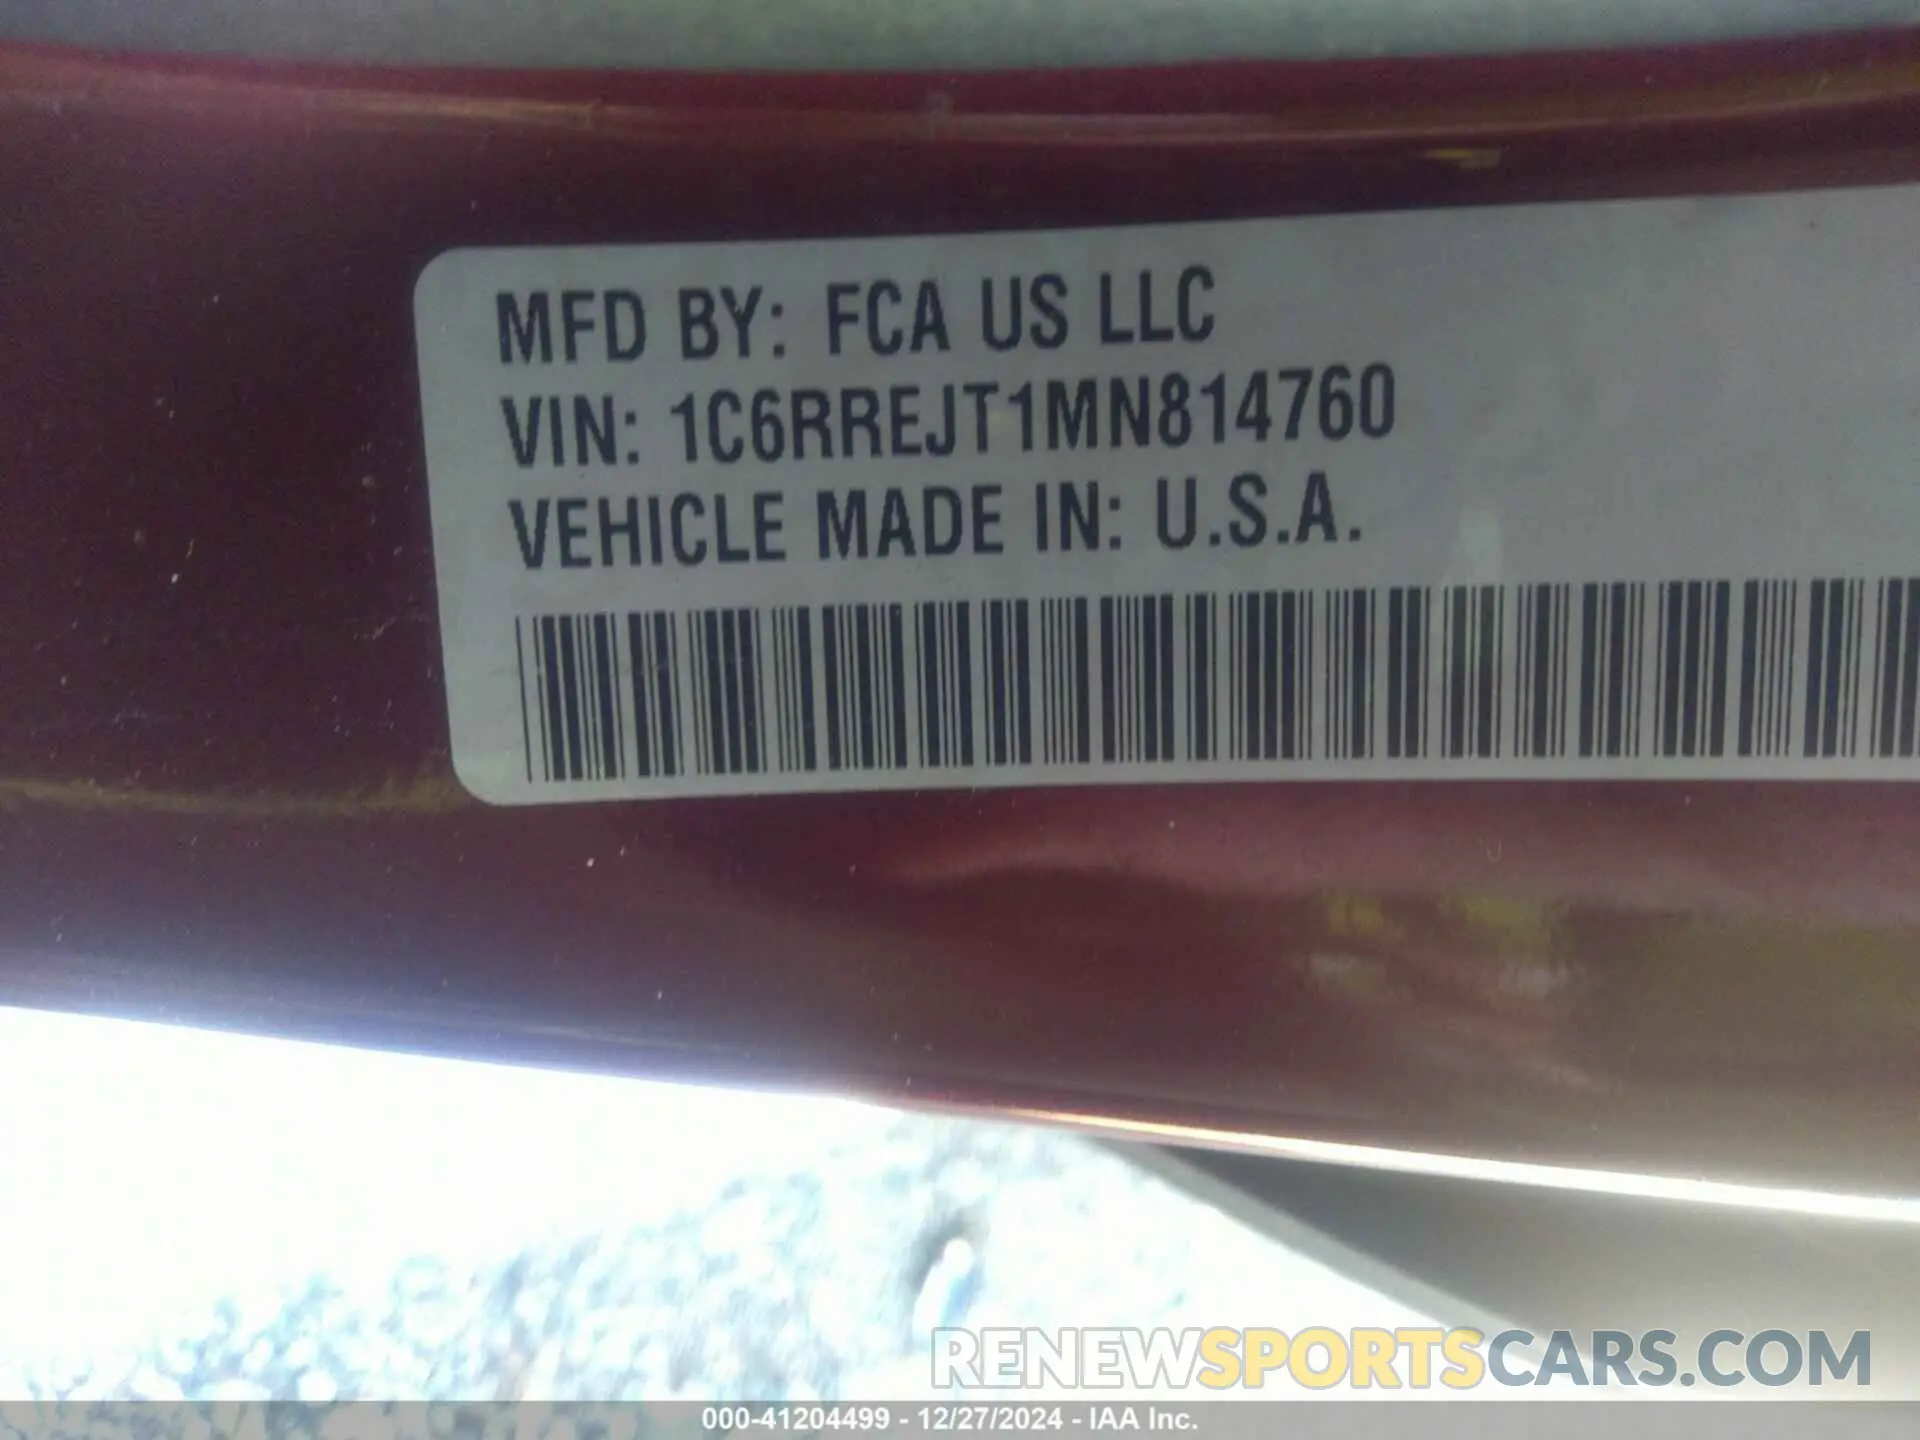 MFD BY: FCA US LLC
VIN: 1C6RREJT1MN814760
VEHICLE MADE IN: U.S.A.
RENEWSPORTSCARS.COM
000-41204499 - 12/27/2024 - IAA Inc.